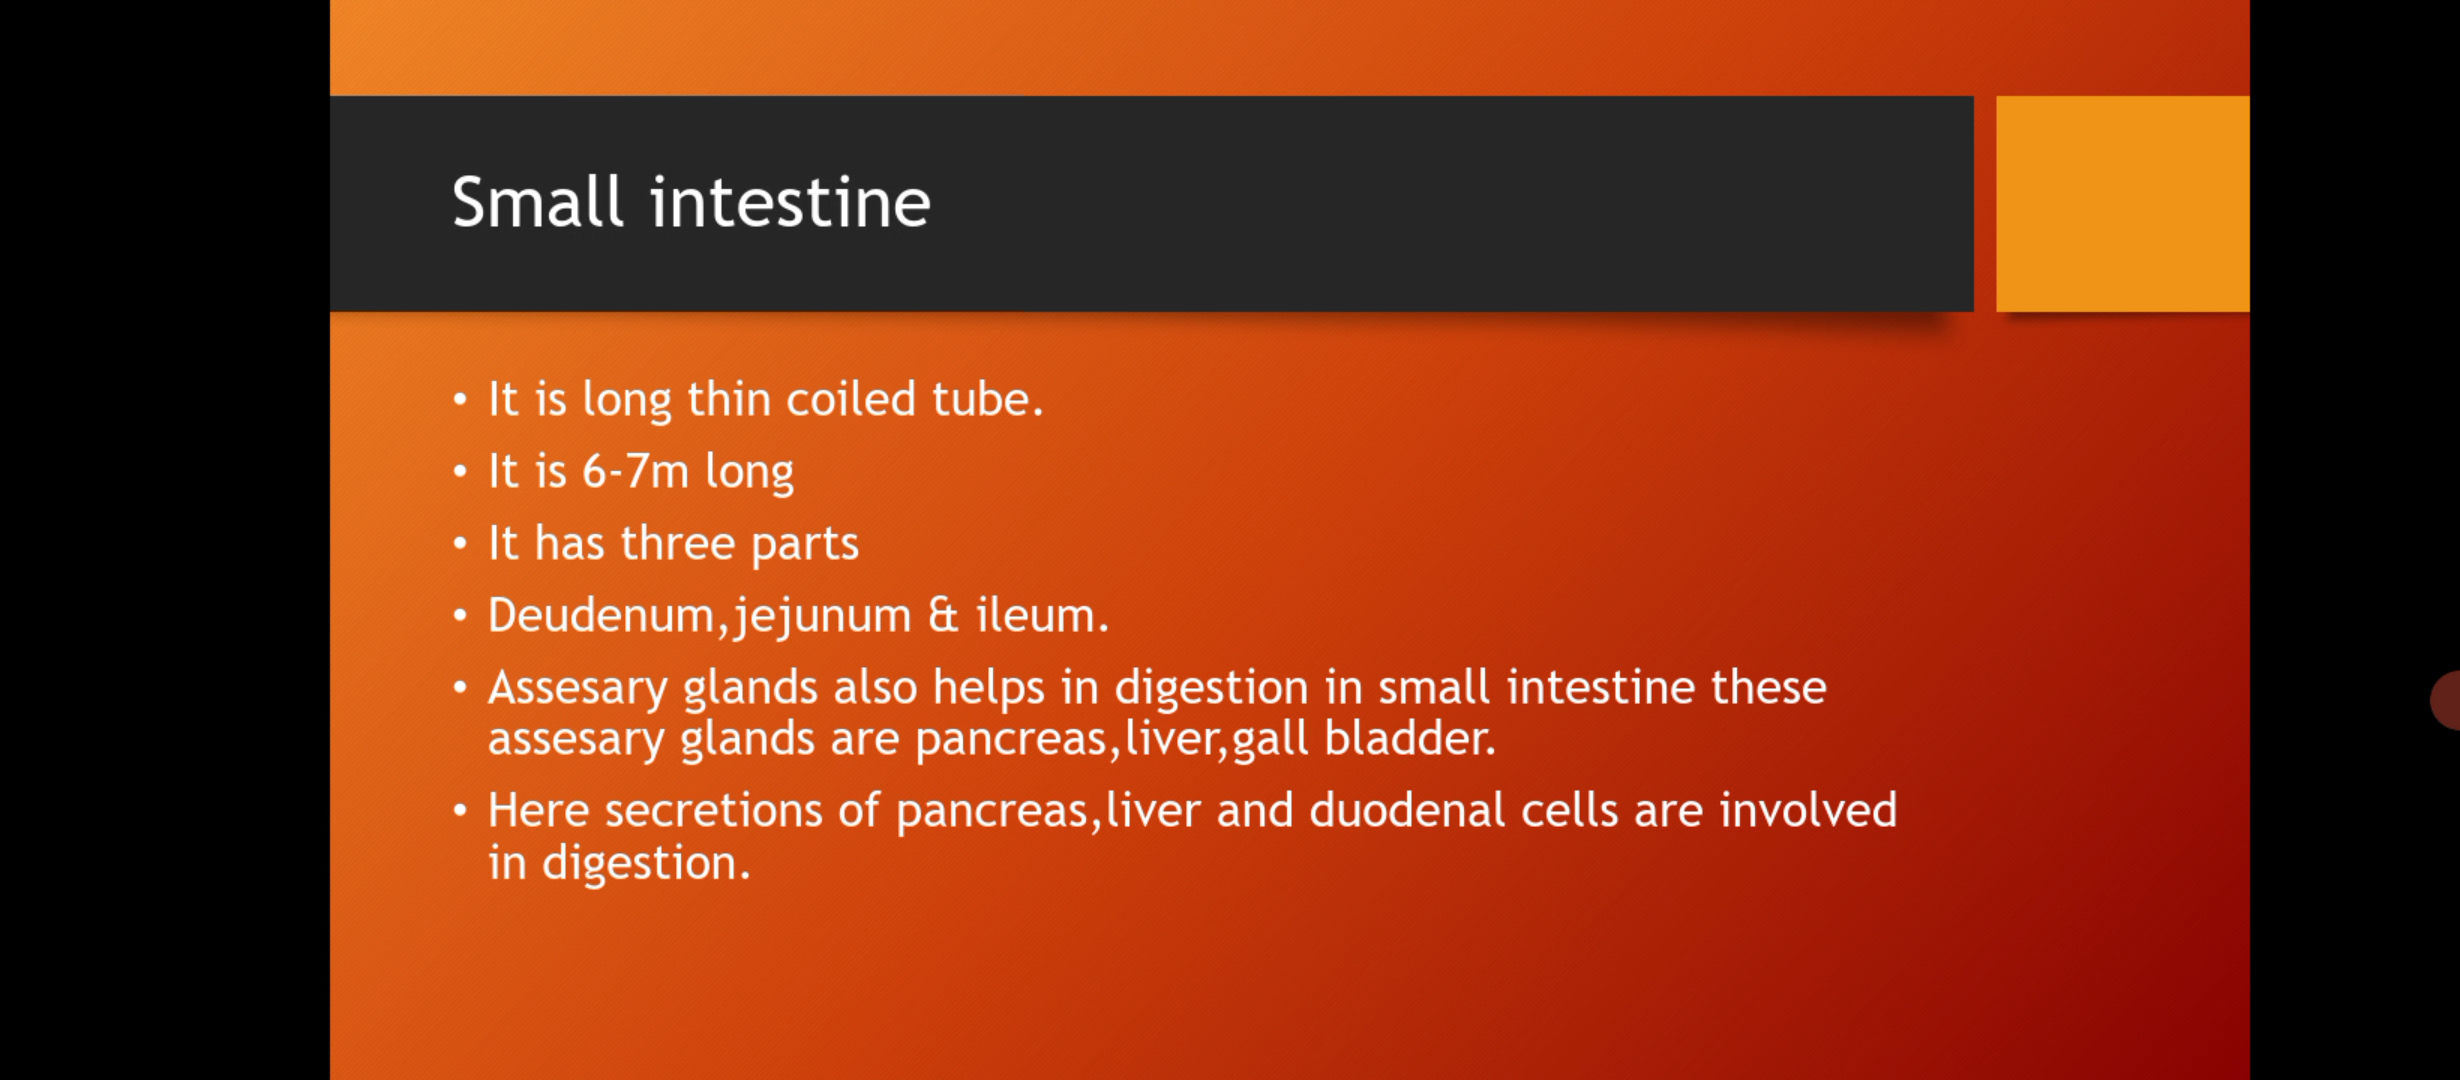 Small intestine
• It is long thin coiled tube.
• It is 6-7m long
• It has three parts
• Deudenum,jejunum & ileum.
• Assesary glands also helps in digestion in small intestine these
assesary glands are pancreas,liver,gall bladder.
• Here secretions of pancreas,liver and duodenal cells are involved
in digestion.